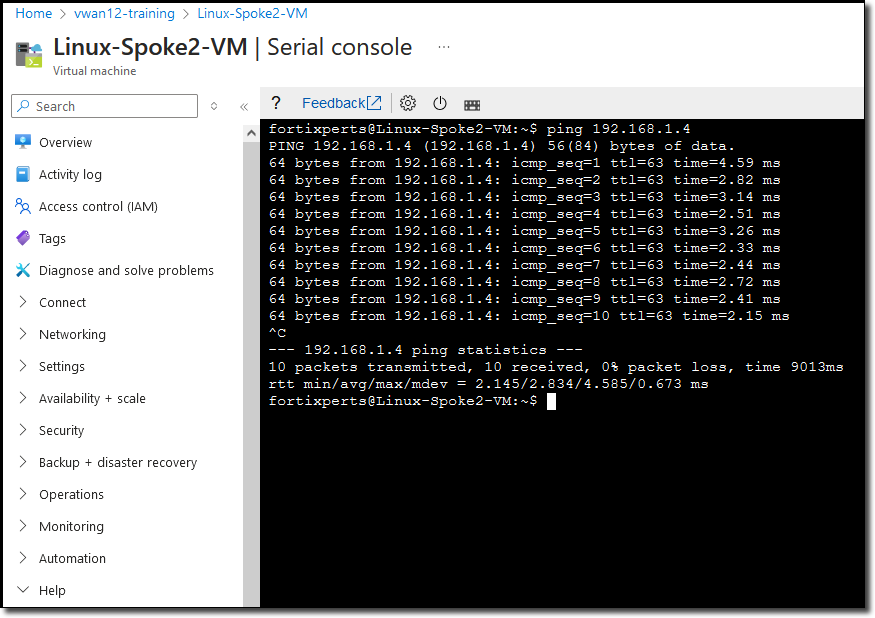 Home > vwan12-training > Linux-Spoke2-VM
Linux-Spoke2-VM | Serial console ...
Virtual machine
Search
Overview
Activity log
Access control (IAM)
Tags
Diagnose and solve problems
Connect
Networking
Settings
Availability + scale
Security
Backup + disaster recovery
Operations
Monitoring
Automation
Help
? Feedback
fortixperts@Linux-Spoke2-VM:~$ ping 192.168.1.4
PING 192.168.1.4 (192.168.1.4) 56(84) bytes of data.
64 bytes from 192.168.1.4: icmp_seq=1 ttl=63 time=4.59 ms
64 bytes from 192.168.1.4: icmp_seq=2 ttl=63 time=2.82 ms
64 bytes from 192.168.1.4: icmp_seq=3 ttl=63 time=3.14 ms
64 bytes from 192.168.1.4: icmp_seq=4 ttl=63 time=2.51 ms
64 bytes from 192.168.1.4: icmp_seq=5 ttl=63 time=3.26 ms
64 bytes from 192.168.1.4: icmp_seq=6 ttl=63 time=2.33 ms
64 bytes from 192.168.1.4: icmp_seq=7 ttl=63 time=2.44 ms
64 bytes from 192.168.1.4: icmp_seq=8 ttl=63 time=2.72 ms
64 bytes from 192.168.1.4: icmp_seq=9 ttl=63 time=2.41 ms
64 bytes from 192.168.1.4: icmp_seq=10 ttl=63 time=2.15 ms
^C
--- 192.168.1.4 ping statistics ---
10 packets transmitted, 10 received, 0% packet loss, time 9013ms
rtt min/avg/max/mdev = 2.145/2.834/4.585/0.673 ms
fortixperts@Linux-Spoke2-VM:~$